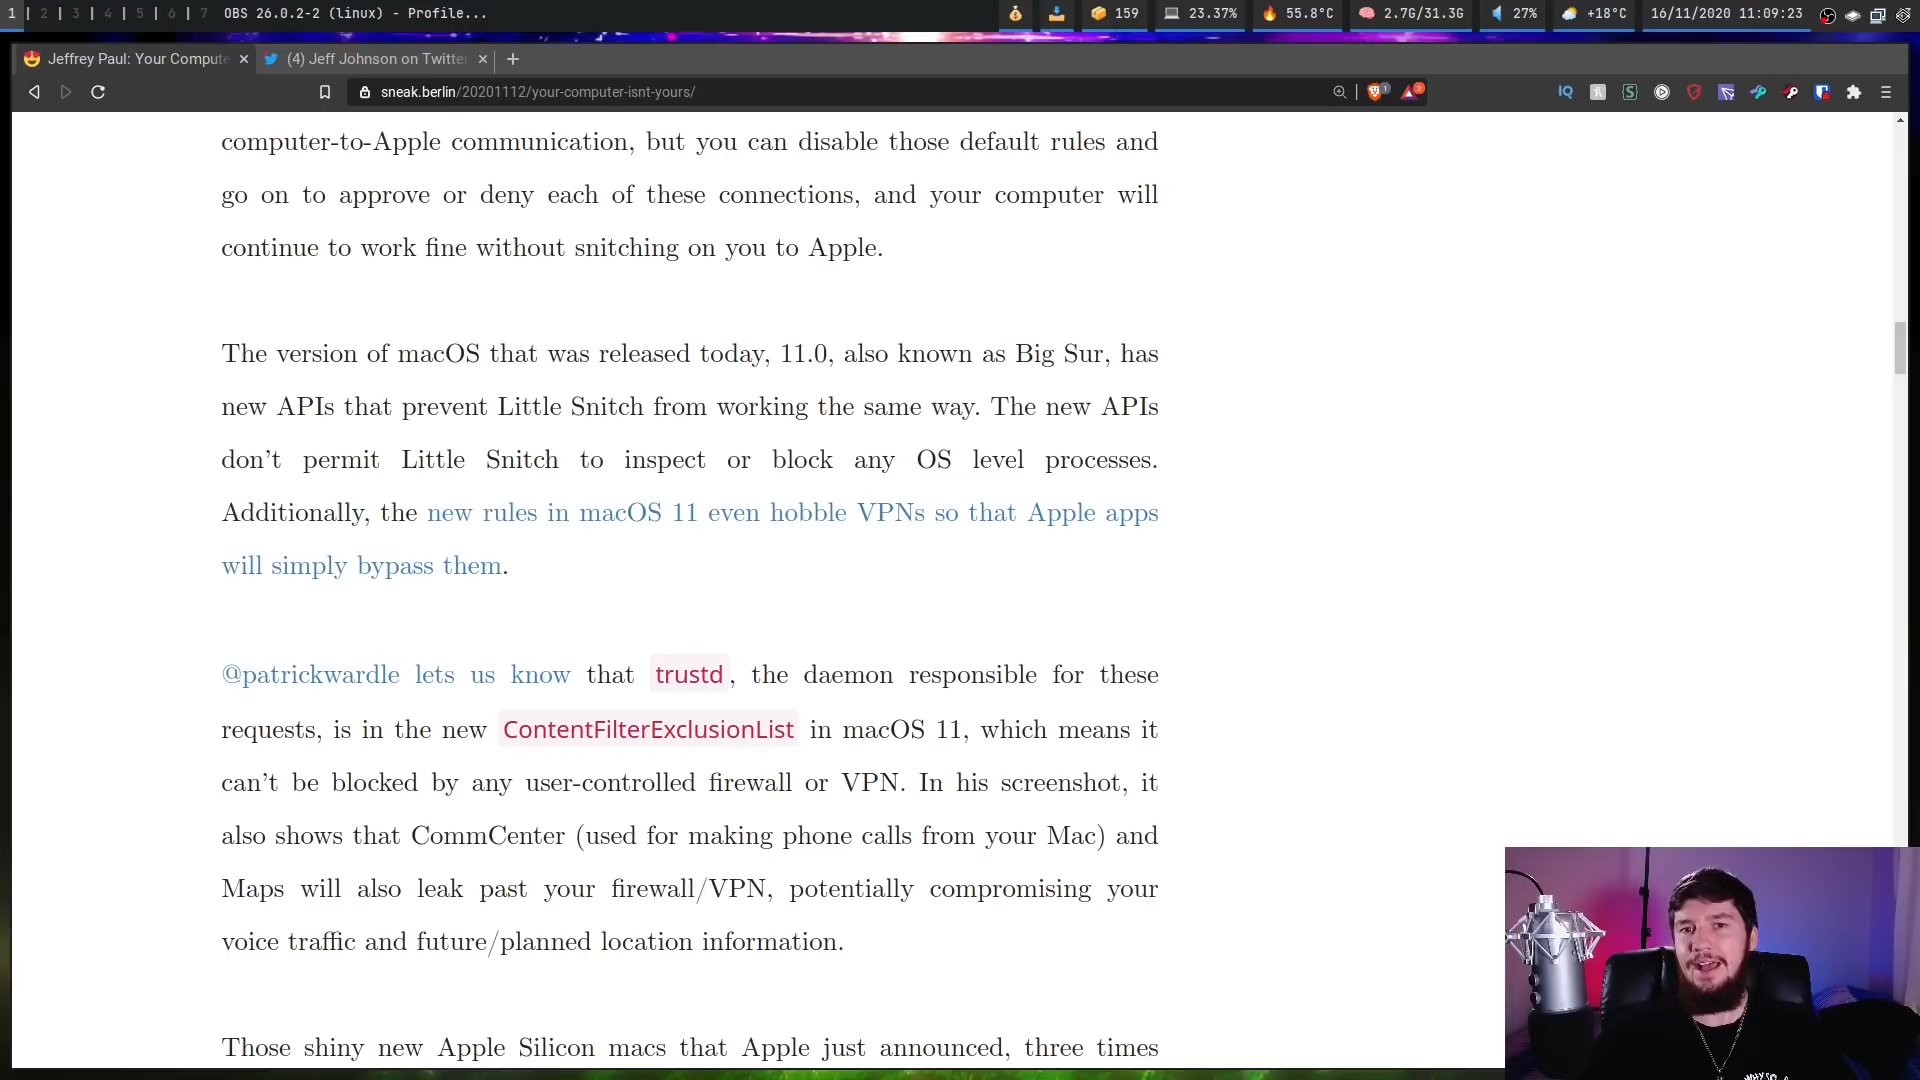 1 | 2 | 3 | 4 | 5 | 6 | 7 OBS 26.0.2-2 (linux) - Profile... 159 23.37% 55.8°C 2.7G/31.3G 27% +18°C 16/11/2020 11:09:23
Jeffrey Paul: Your Compute (4) Jeff Johnson on Twitter
sneak.berlin/20201112/your-computer-isnt-yours/ 1 2 IQ
computer-to-Apple communication, but you can disable those default rules and
go on to approve or deny each of these connections, and your computer will
continue to work fine without snitching on you to Apple.
The version of macOS that was released today, 11.0, also known as Big Sur, has
new APIs that prevent Little Snitch from working the same way. The new APIs
don't permit Little Snitch to inspect or block any OS level processes.
Additionally, the new rules in macOS 11 even hobble VPNs so that Apple apps
will simply bypass them.
@patrickwardle lets us know that trustd, the daemon responsible for these
requests, is in the new ContentFilterExclusionList in macOS 11, which means it
can't be blocked by any user-controlled firewall or VPN. In his screenshot, it
also shows that CommCenter (used for making phone calls from your Mac) and
Maps will also leak past your firewall/VPN, potentially compromising your
voice traffic and future/planned location information.
Those shiny new Apple Silicon macs that Apple just announced, three times